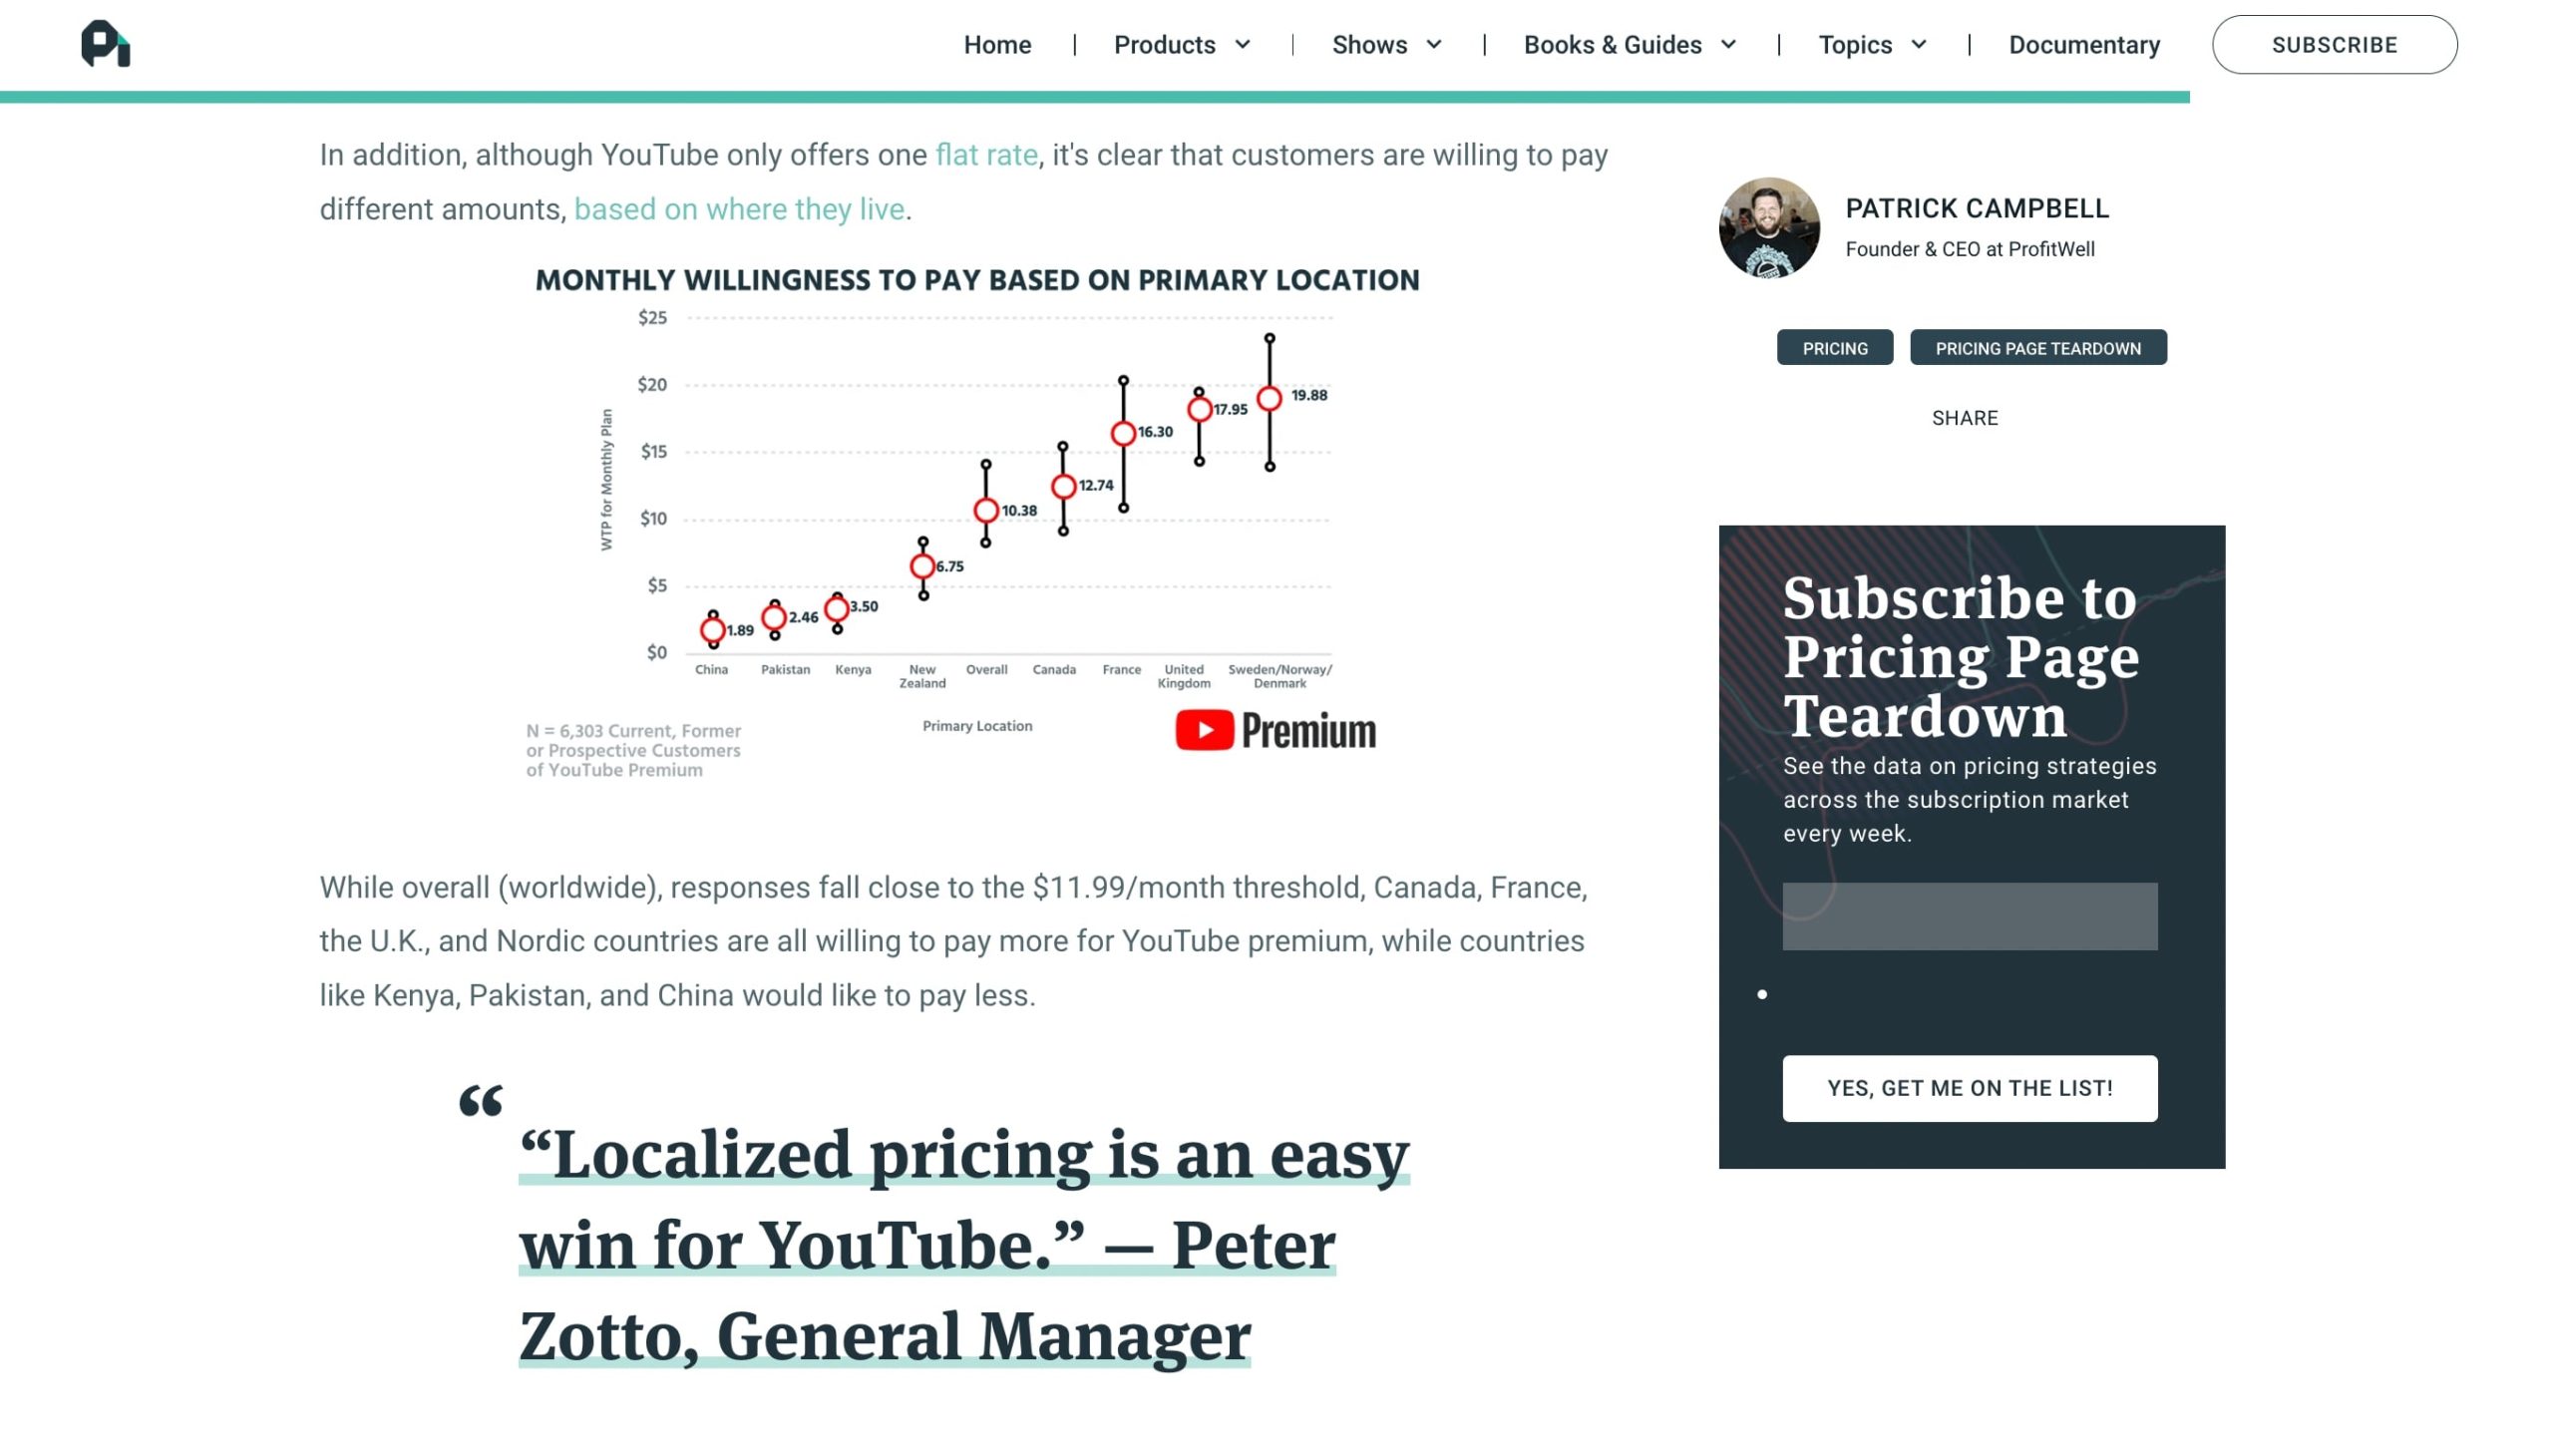 Home | Products | Shows | Books & Guides | Topics | Documentary SUBSCRIBE
In addition, although YouTube only offers one flat rate, it's clear that customers are willing to pay
different amounts, based on where they live.
MONTHLY WILLINGNESS TO PAY BASED ON PRIMARY LOCATION
WTP for Monthly Plan
$25
$20
$15
$10
$5
$0
1.89
2.46
3.50
6.75
10.38
12.74
16.30
17.95
19.88
China Pakistan Kenya New Overall Canada France United Sweden/Norway/
Zealand Kingdom Denmark
Primary Location
N = 6,303 Current, Former
or Prospective Customers
of YouTube Premium
Premium
While overall (worldwide), responses fall close to the $11.99/month threshold, Canada, France,
the U.K., and Nordic countries are all willing to pay more for YouTube premium, while countries
like Kenya, Pakistan, and China would like to pay less.
“
“Localized pricing is an easy
win for YouTube.” — Peter
Zotto, General Manager
PATRICK CAMPBELL
Founder & CEO at ProfitWell
PRICING PRICING PAGE TEARDOWN
SHARE
Subscribe to
Pricing Page
Teardown
See the data on pricing strategies
across the subscription market
every week.
YES, GET ME ON THE LIST!